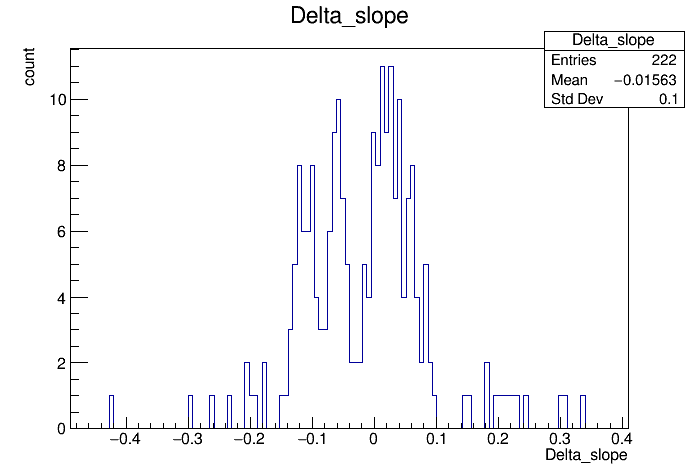 Delta_slope
Delta_slope
Entries 222
Mean −0.01563
Std Dev 0.1
count
10
8
6
4
2
0
−0.4 −0.3 −0.2 −0.1 0 0.1 0.2 0.3 0.4
Delta_slope